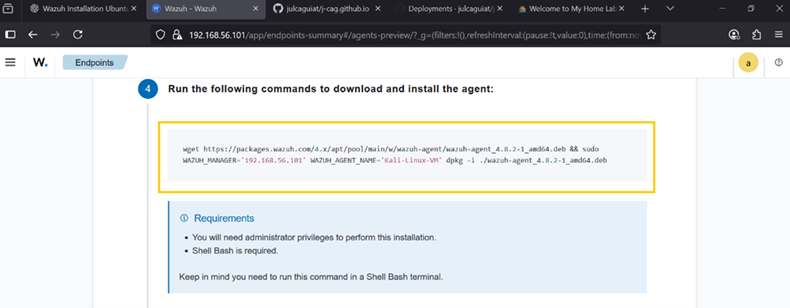 Wazuh Installation Ubuntu
Wazuh - Wazuh
julcaguiat/j-cag.github.io
Deployments · julcaguiat/j-c
Welcome to My Home Lab
192.168.56.101/app/endpoints-summary#/agents-preview/?_g=(filters:!(),refreshInterval:(pause:!t,value:0),time:(from:no
W.
Endpoints
a
4
Run the following commands to download and install the agent:
wget https://packages.wazuh.com/4.x/apt/pool/main/w/wazuh-agent/wazuh-agent_4.8.2-1_amd64.deb && sudo
WAZUH_MANAGER='192.168.56.101' WAZUH_AGENT_NAME='Kali-Linux-VM' dpkg -i ./wazuh-agent_4.8.2-1_amd64.deb
Requirements
• You will need administrator privileges to perform this installation.
• Shell Bash is required.
Keep in mind you need to run this command in a Shell Bash terminal.